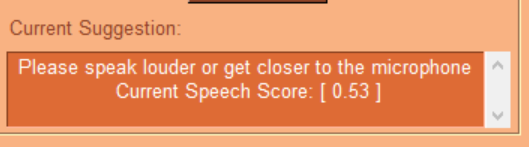 Current Suggestion:
Please speak louder or get closer to the microphone
Current Speech Score: [ 0.53 ]